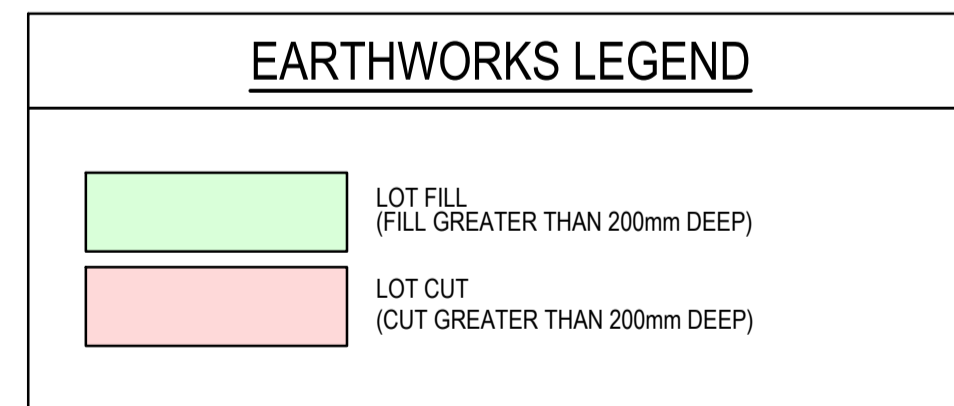 EARTHWORKS LEGEND
LOT FILL
(FILL GREATER THAN 200mm DEEP)
LOT CUT
(CUT GREATER THAN 200mm DEEP)